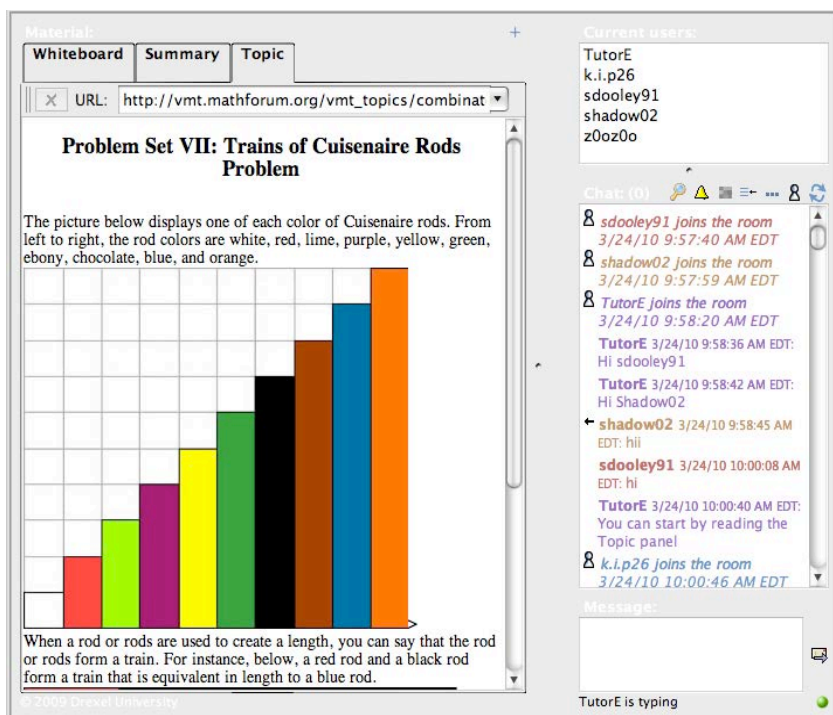 Material:
Whiteboard Summary Topic
URL: http://vmt.mathforum.org/vmt_topics/combinat
Problem Set VII: Trains of Cuisenaire Rods
Problem
The picture below displays one of each color of Cuisenaire rods. From
left to right, the rod colors are white, red, lime, purple, yellow, green,
ebony, chocolate, blue, and orange.
>
When a rod or rods are used to create a length, you can say that the rod
or rods form a train. For instance, below, a red rod and a black rod
form a train that is equivalent in length to a blue rod.
© 2009 Drexel University
Current users:
TutorE
k.i.p26
sdooley91
shadow02
z0oz0o
Chat: (0)
sdooley91 joins the room
3/24/10 9:57:40 AM EDT
shadow02 joins the room
3/24/10 9:57:59 AM EDT
TutorE joins the room
3/24/10 9:58:20 AM EDT
TutorE 3/24/10 9:58:36 AM EDT:
Hi sdooley91
TutorE 3/24/10 9:58:42 AM EDT:
Hi Shadow02
shadow02 3/24/10 9:58:45 AM
EDT: hii
sdooley91 3/24/10 10:00:08 AM
EDT: hi
TutorE 3/24/10 10:00:40 AM EDT:
You can start by reading the
Topic panel
k.i.p26 joins the room
3/24/10 10:00:46 AM EDT
Message:
TutorE is typing